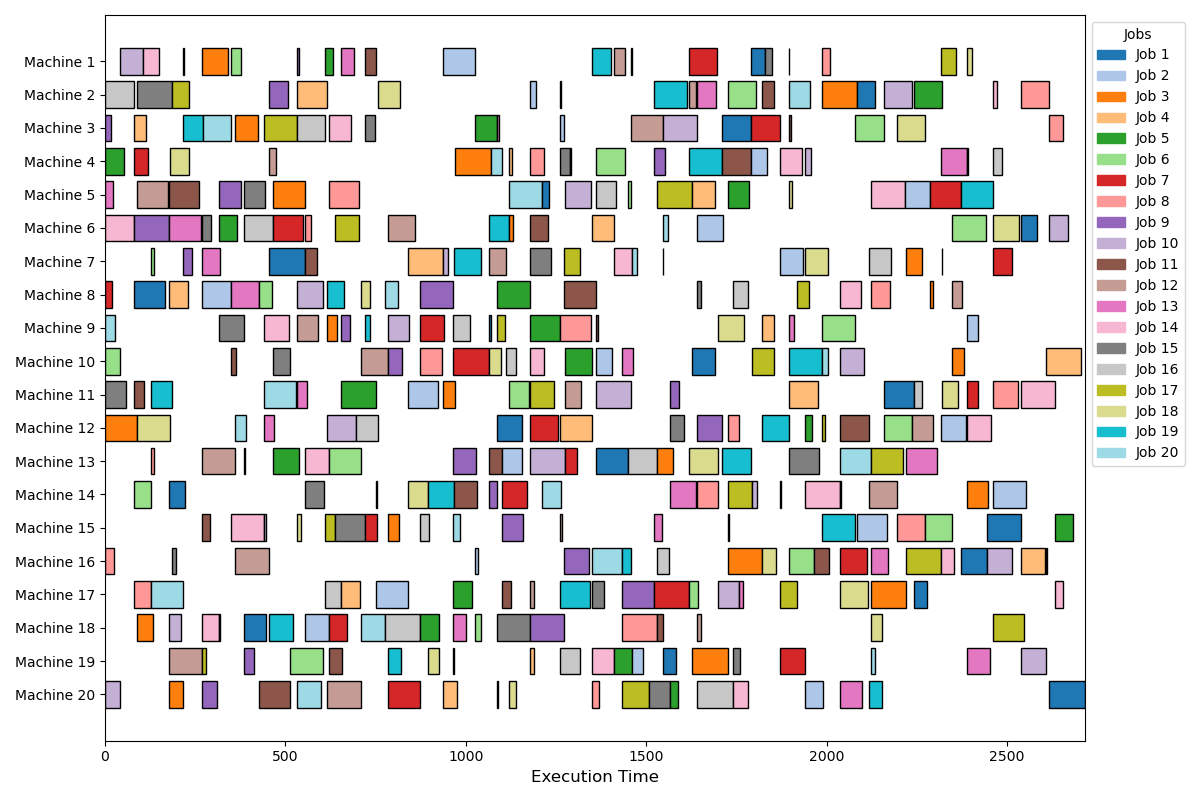 Machine 1
Machine 2
Machine 3
Machine 4
Machine 5
Machine 6
Machine 7
Machine 8
Machine 9
Machine 10
Machine 11
Machine 12
Machine 13
Machine 14
Machine 15
Machine 16
Machine 17
Machine 18
Machine 19
Machine 20
0 500 1000 1500 2000 2500
Execution Time
Jobs
Job 1
Job 2
Job 3
Job 4
Job 5
Job 6
Job 7
Job 8
Job 9
Job 10
Job 11
Job 12
Job 13
Job 14
Job 15
Job 16
Job 17
Job 18
Job 19
Job 20